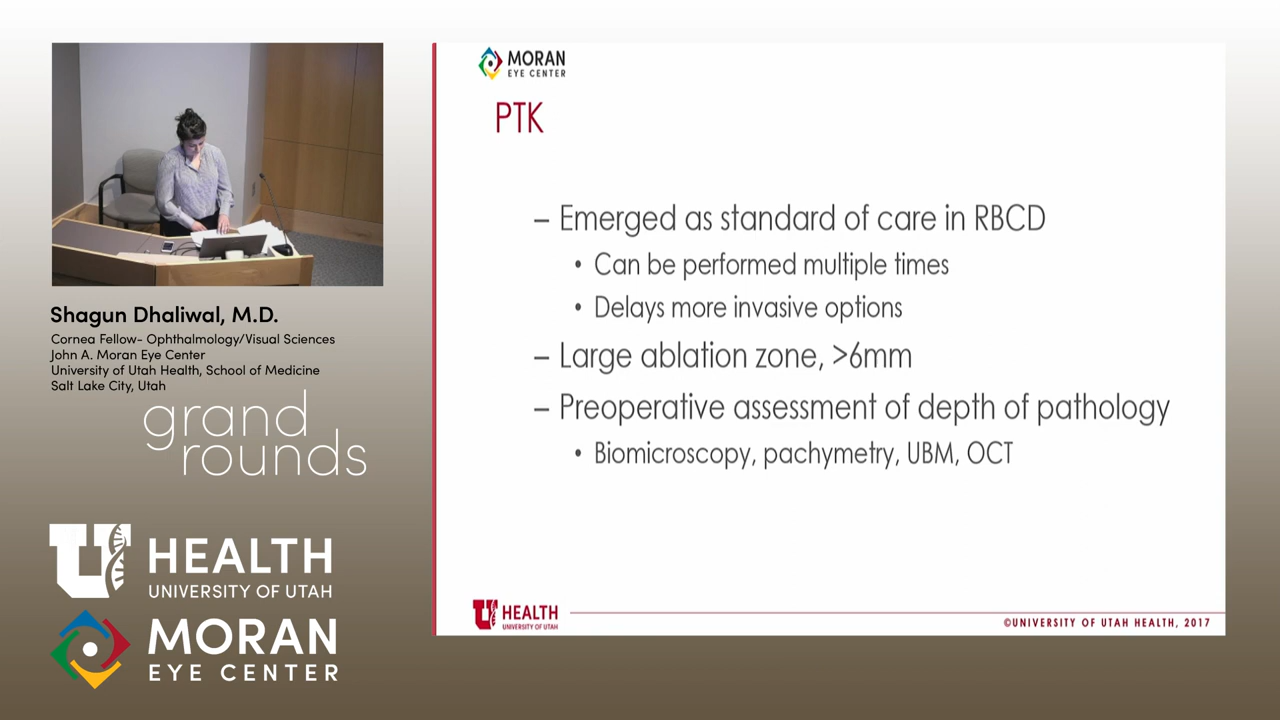 Shagun Dhaliwal, M.D.
Cornea Fellow- Ophthalmology/Visual Sciences
John A. Moran Eye Center
University of Utah Health, School of Medicine
Salt Lake City, Utah
grand
rounds
U HEALTH
UNIVERSITY OF UTAH
MORAN
EYE CENTER
MORAN
EYE CENTER
PTK
– Emerged as standard of care in RBCD
• Can be performed multiple times
• Delays more invasive options
– Large ablation zone, >6mm
– Preoperative assessment of depth of pathology
• Biomicroscopy, pachymetry, UBM, OCT
U HEALTH
UNIVERSITY OF UTAH
©UNIVERSITY OF UTAH HEALTH, 2017